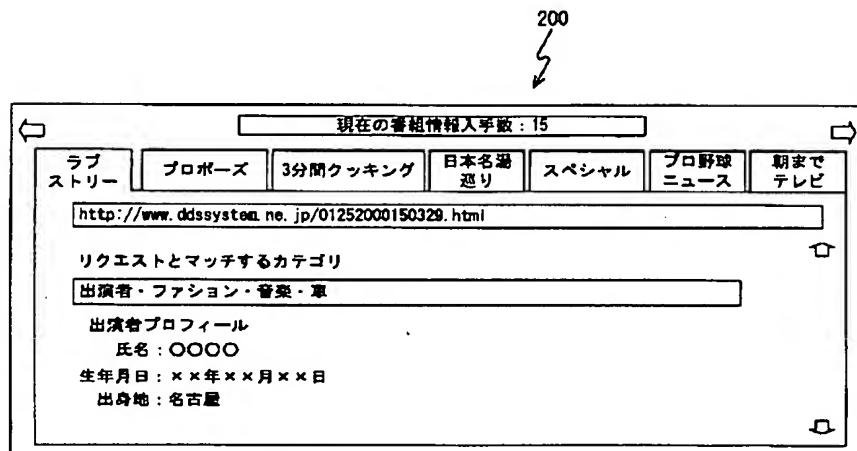 200
現在の番組情報入手数：15
ラブ
ストリー
プロポーズ
3分間クッキング
日本名湯
巡り
スペシャル
プロ野球
ニュース
朝まで
テレビ
http://www.ddssystem.ne.jp/01252000150329.html
リクエストとマッチするカテゴリ
出演者・ファション・音楽・車
出演者プロフィール
氏名：〇〇〇〇
生年月日：××年××月××日
出身地：名古屋